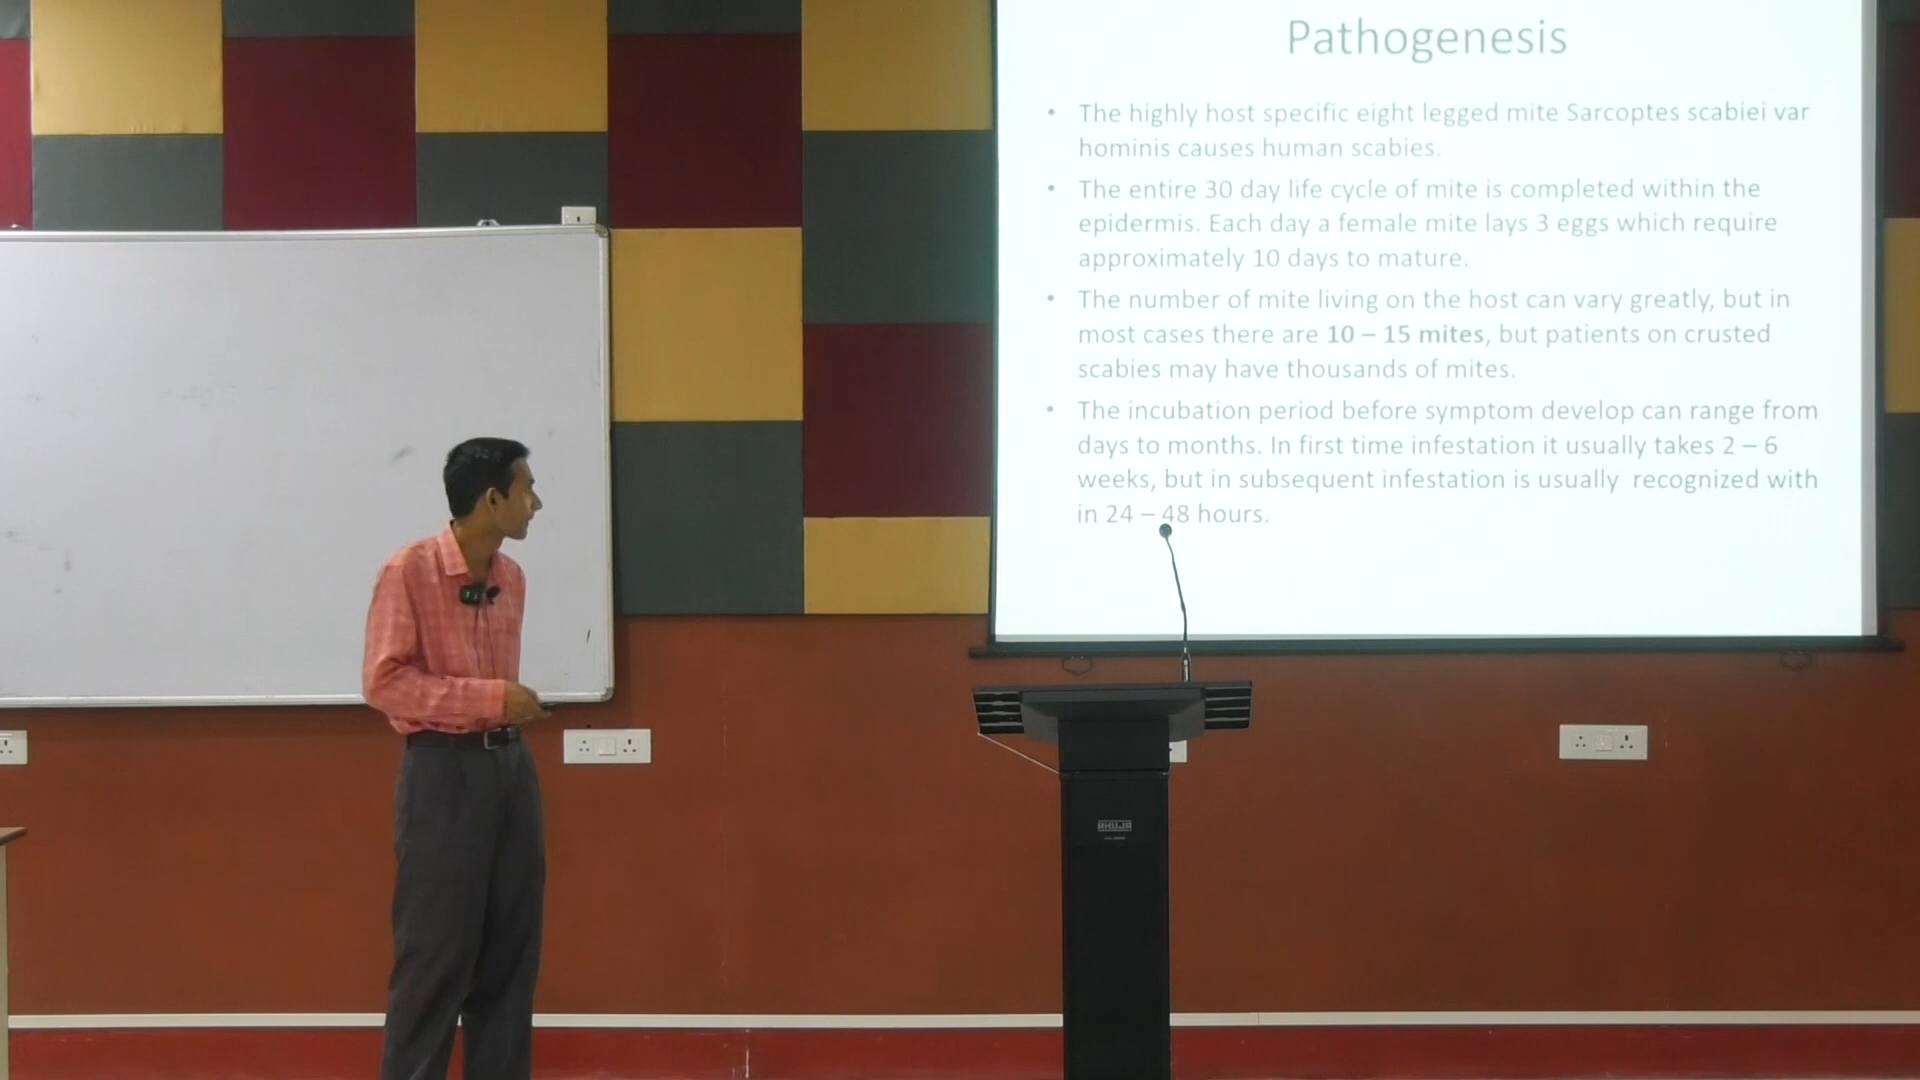 Pathogenesis
• The highly host specific eight legged mite Sarcoptes scabiei var
hominis causes human scabies.
• The entire 30 day life cycle of mite is completed within the
epidermis. Each day a female mite lays 3 eggs which require
approximately 10 days to mature.
• The number of mite living on the host can vary greatly, but in
most cases there are 10 – 15 mites, but patients on crusted
scabies may have thousands of mites.
• The incubation period before symptom develop can range from
days to months. In first time infestation it usually takes 2 – 6
weeks, but in subsequent infestation is usually recognized with
in 24 – 48 hours.
AHUJA